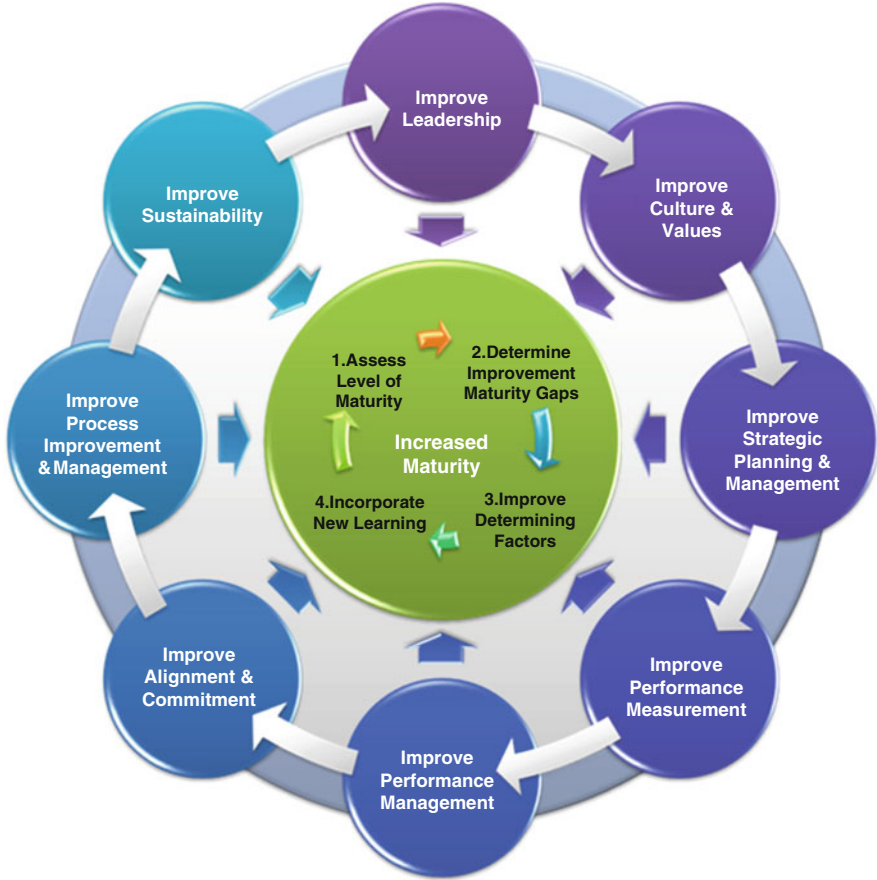 Improve
Leadership
Improve
Culture &
Values
Improve
Strategic
Planning &
Management
Improve
Performance
Measurement
Improve
Performance
Management
Improve
Alignment &
Commitment
Improve
Process
Improvement
& Management
Improve
Sustainability
1.Assess
Level of
Maturity
2.Determine
Improvement
Maturity Gaps
3.Improve
Determining
Factors
4.Incorporate
New Learning
Increased
Maturity